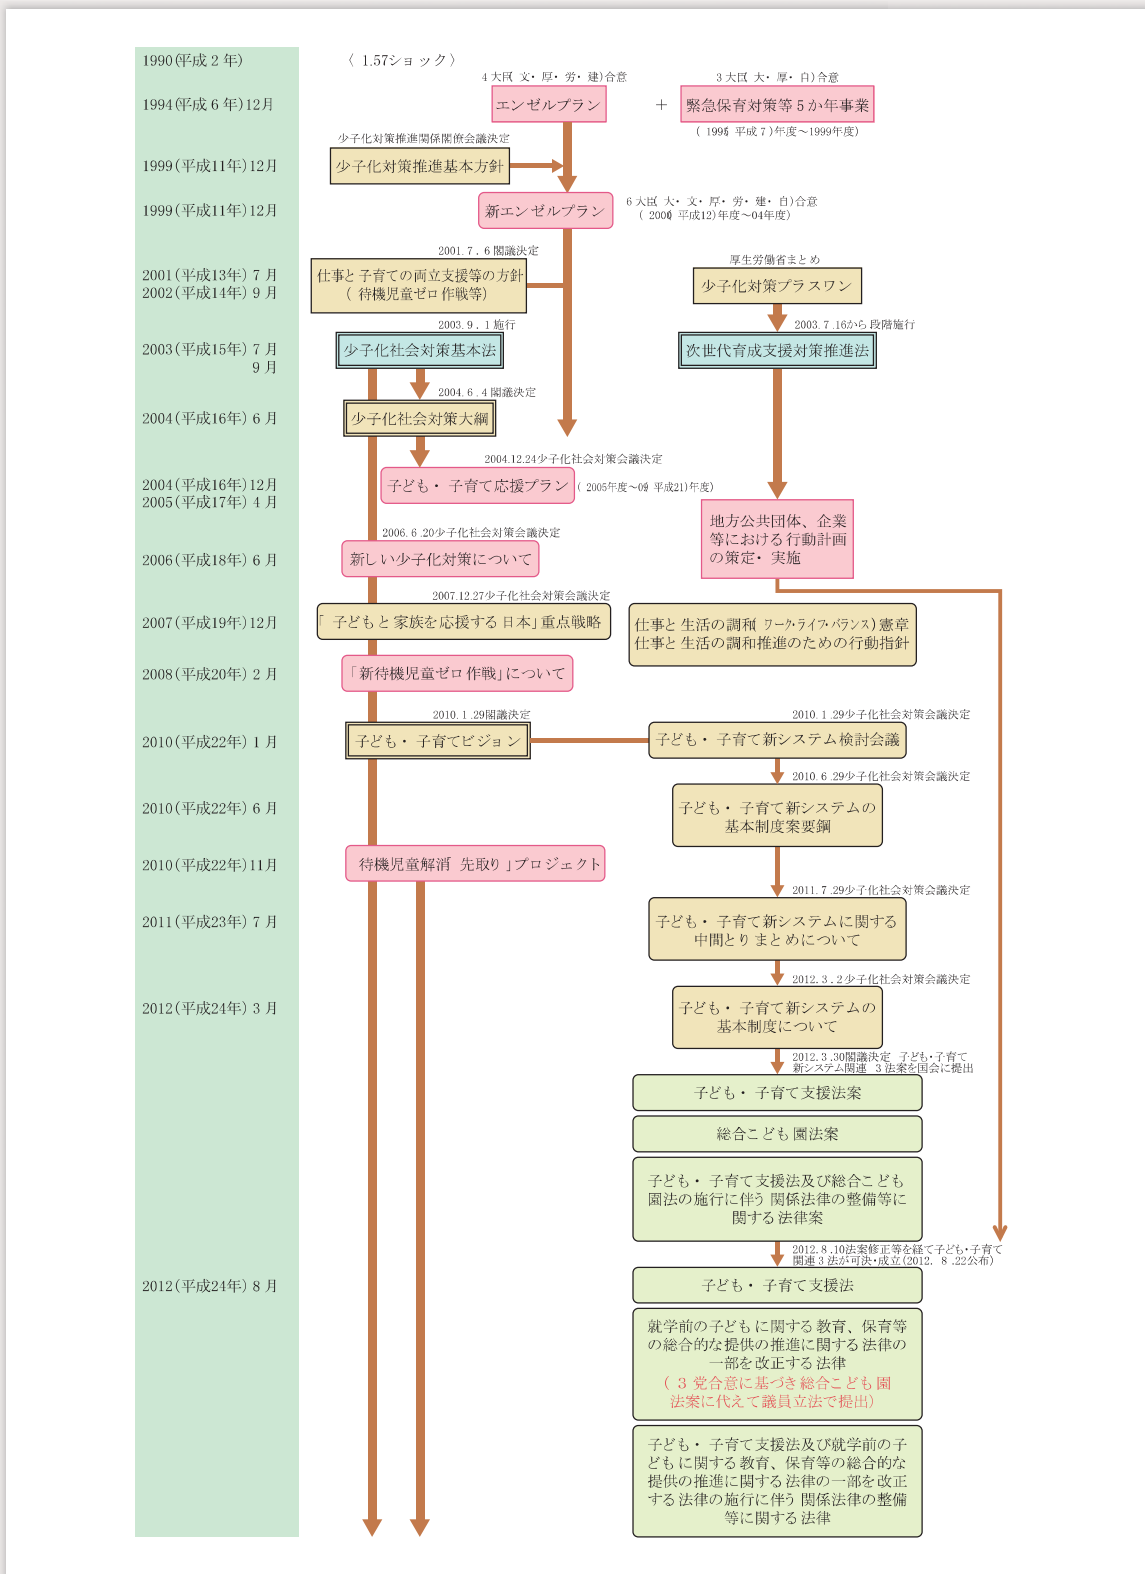 1990(平成２年)
〈 1.57ショック〉
４大臣( 文・厚・労・建)合意
３大臣( 大・厚・自)合意
1994(平成６年)12月
エンゼルプラン
＋
緊急保育対策等５か年事業
( 1995( 平成７)年度～1999年度)
少子化対策推進関係閣僚会議決定
1999(平成11年)12月
少子化対策推進基本方針
1999(平成11年)12月
新エンゼルプラン
６大臣( 大・文・厚・労・建・自)合意
( 2000( 平成12)年度～04年度)
2001.７.６閣議決定
厚生労働省まとめ
2001(平成13年)７月
2002(平成14年)９月
仕事と子育ての両立支援等の方針
( 待機児童ゼロ作戦等)
少子化対策プラスワン
2003.９.１施行
2003.７.16から段階施行
2003(平成15年)７月
９月
少子化社会対策基本法
次世代育成支援対策推進法
2004.６.４閣議決定
2004(平成16年)６月
少子化社会対策大綱
2004.12.24少子化社会対策会議決定
2004(平成16年)12月
2005(平成17年)４月
子ども・子育て応援プラン
( 2005年度～09( 平成21)年度)
地方公共団体、企業
等における行動計画
の策定・実施
2006.６.20少子化社会対策会議決定
2006(平成18年)６月
新しい少子化対策について
2007.12.27少子化社会対策会議決定
2007(平成19年)12月
「 子どもと家族を応援する日本」重点戦略
仕事と生活の調和( ワーク・ライフ・バランス)憲章
仕事と生活の調和推進のための行動指針
2008(平成20年)２月
「新待機児童ゼロ作戦」について
2010.１.29閣議決定
2010.１.29少子化社会対策会議決定
2010(平成22年)１月
子ども・子育てビジョン
子ども・子育て新システム検討会議
2010.６.29少子化社会対策会議決定
2010(平成22年)６月
子ども・子育て新システムの
基本制度案要綱
2010(平成22年)11月
待機児童解消「先取り」プロジェクト
2011.７.29少子化社会対策会議決定
2011(平成23年)７月
子ども・子育て新システムに関する
中間とりまとめについて
2012.３.２少子化社会対策会議決定
2012(平成24年)３月
子ども・子育て新システムの
基本制度について
2012.３.30閣議決定 子ども・子育て
新システム関連３法案を国会に提出
子ども・子育て支援法案
総合こども園法案
子ども・子育て支援法及び総合こども
園法の施行に伴う関係法律の整備等に
関する法律案
2012.８.10法案修正等を経て子ども・子育て
関連３法が可決・成立(2012.８.22公布)
2012(平成24年)８月
子ども・子育て支援法
就学前の子どもに関する教育、保育等
の総合的な提供の推進に関する法律の
一部を改正する法律
( ３党合意に基づき総合こども園
法案に代えて議員立法で提出)
子ども・子育て支援法及び就学前の子
どもに関する教育、保育等の総合的な
提供の推進に関する法律の一部を改正
する法律の施行に伴う関係法律の整備
等に関する法律